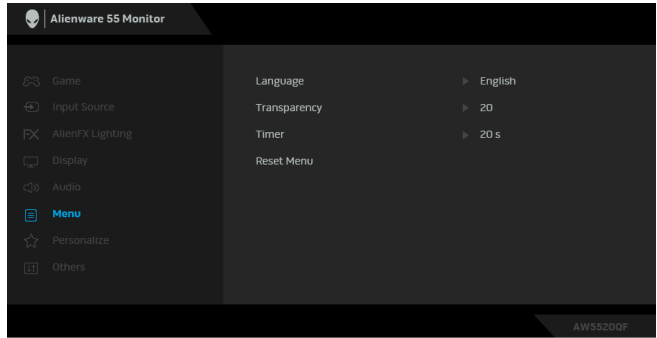 Alienware 55 Monitor
Game
Input Source
FX AlienFX Lighting
Display
Audio
Menu
Personalize
Others
Language English
Transparency 20
Timer 20 s
Reset Menu
AW5520QF